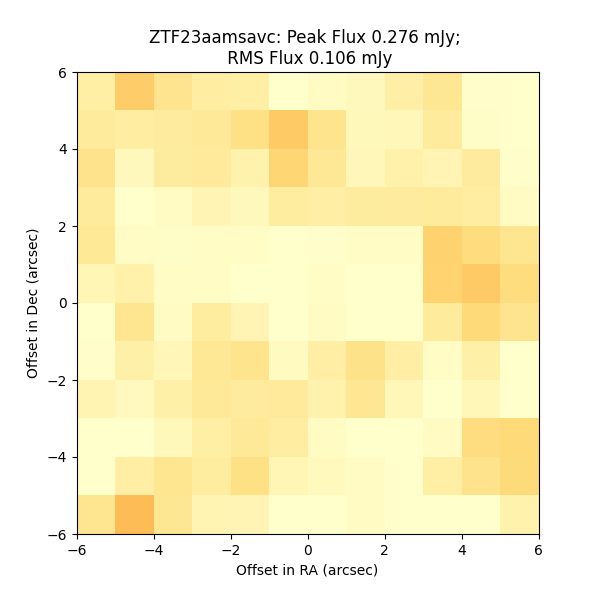 ZTF23aamsavc: Peak Flux 0.276 mJy;
RMS Flux 0.106 mJy
6
4
2
0
−2
−4
−6
Offset in Dec (arcsec)
−6 −4 −2 0 2 4 6
Offset in RA (arcsec)